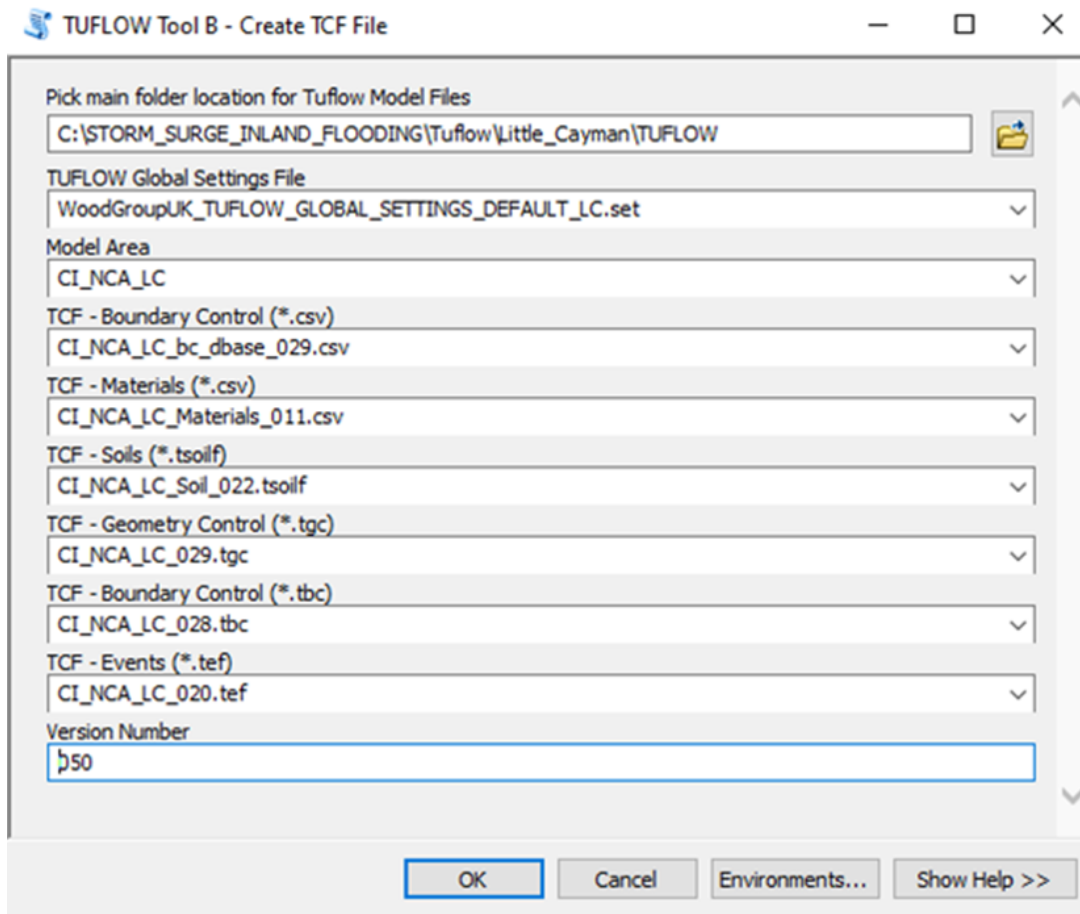 TUFLOW Tool B - Create TCF File
Pick main folder location for Tuflow Model Files
C:\STORM_SURGE_INLAND_FLOODING\Tuflow\Little_Cayman\TUFLOW
TUFLOW Global Settings File
WoodGroupUK_TUFLOW_GLOBAL_SETTINGS_DEFAULT_LC.set
Model Area
CI_NCA_LC
TCF - Boundary Control (*.csv)
CI_NCA_LC_bc_dbase_029.csv
TCF - Materials (*.csv)
CI_NCA_LC_Materials_011.csv
TCF - Soils (*.tsoilf)
CI_NCA_LC_Soil_022.tsoilf
TCF - Geometry Control (*.tgc)
CI_NCA_LC_029.tgc
TCF - Boundary Control (*.tbc)
CI_NCA_LC_028.tbc
TCF - Events (*.tef)
CI_NCA_LC_020.tef
Version Number
050
OK Cancel Environments... Show Help >>